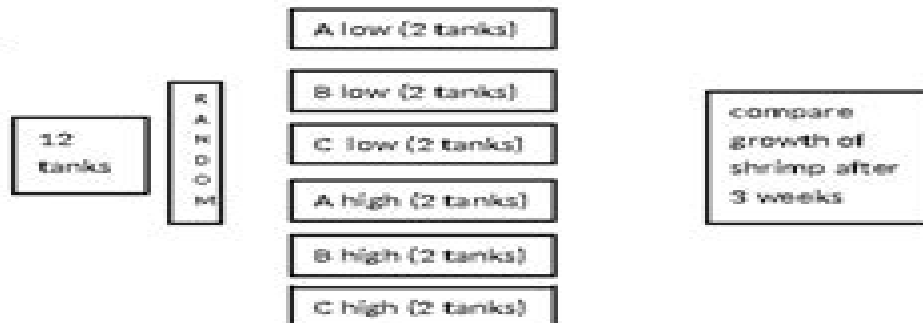 A low (2 tanks)
B low (2 tanks)
C low (2 tanks)
A high (2 tanks)
B high (2 tanks)
C high (2 tanks)
12
tanks
R
A
N
D
O
M
compare
growth of
shrimp after
3 weeks